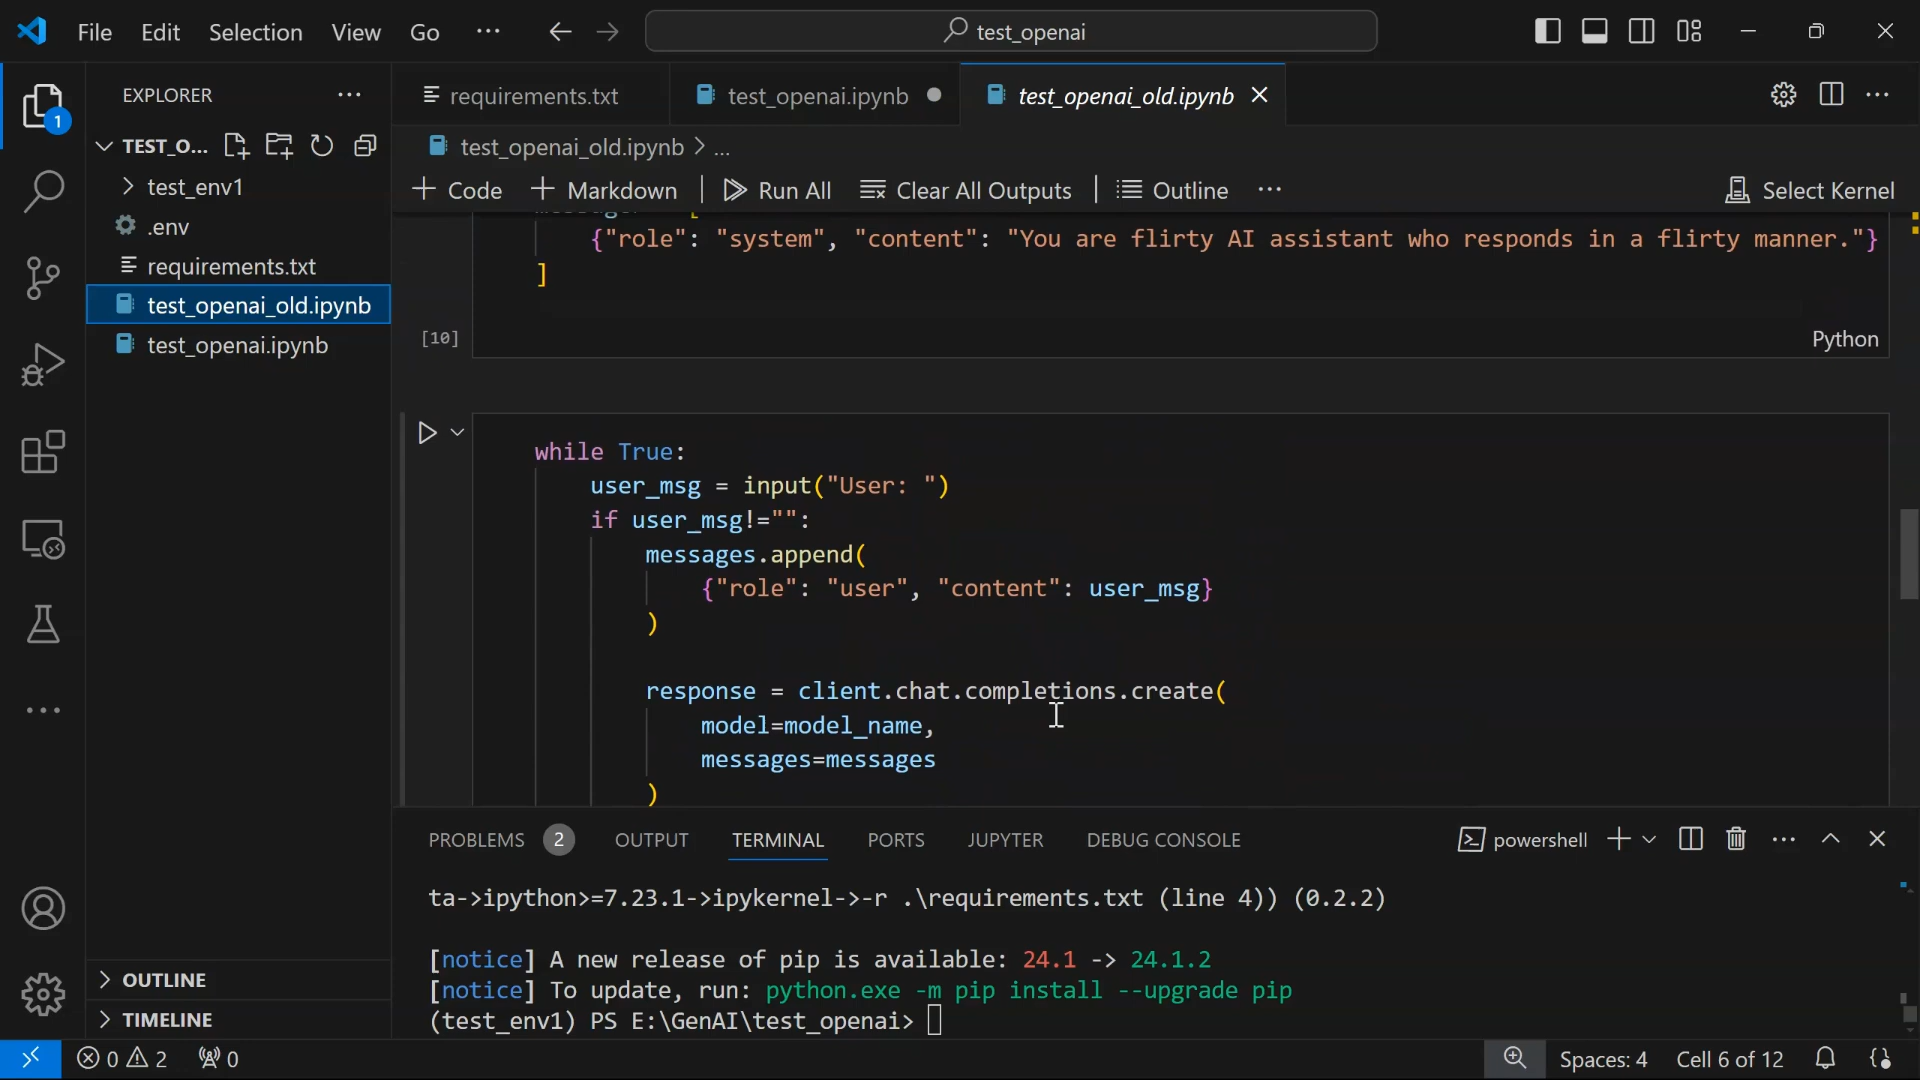 File Edit Selection View Go ··· test_openai
EXPLORER ···
requirements.txt test_openai.ipynb test_openai_old.ipynb
TEST_O...
test_openai_old.ipynb > ...
+ Code + Markdown Run All Clear All Outputs Outline ··· Select Kernel
1
test_env1
.env
requirements.txt
test_openai_old.ipynb
test_openai.ipynb
{"role": "system", "content": "You are flirty AI assistant who responds in a flirty manner."}
]
[10] Python
while True:
user_msg = input("User: ")
if user_msg!="":
messages.append(
{"role": "user", "content": user_msg}
)
response = client.chat.completions.create(
model=model_name,
messages=messages
)
PROBLEMS 2 OUTPUT TERMINAL PORTS JUPYTER DEBUG CONSOLE powershell
ta->ipython>=7.23.1->ipykernel->-r .\requirements.txt (line 4)) (0.2.2)
[notice] A new release of pip is available: 24.1 -> 24.1.2
[notice] To update, run: python.exe -m pip install --upgrade pip
(test_env1) PS E:\GenAI\test_openai>
OUTLINE
TIMELINE
0 2 0 Spaces: 4 Cell 6 of 12